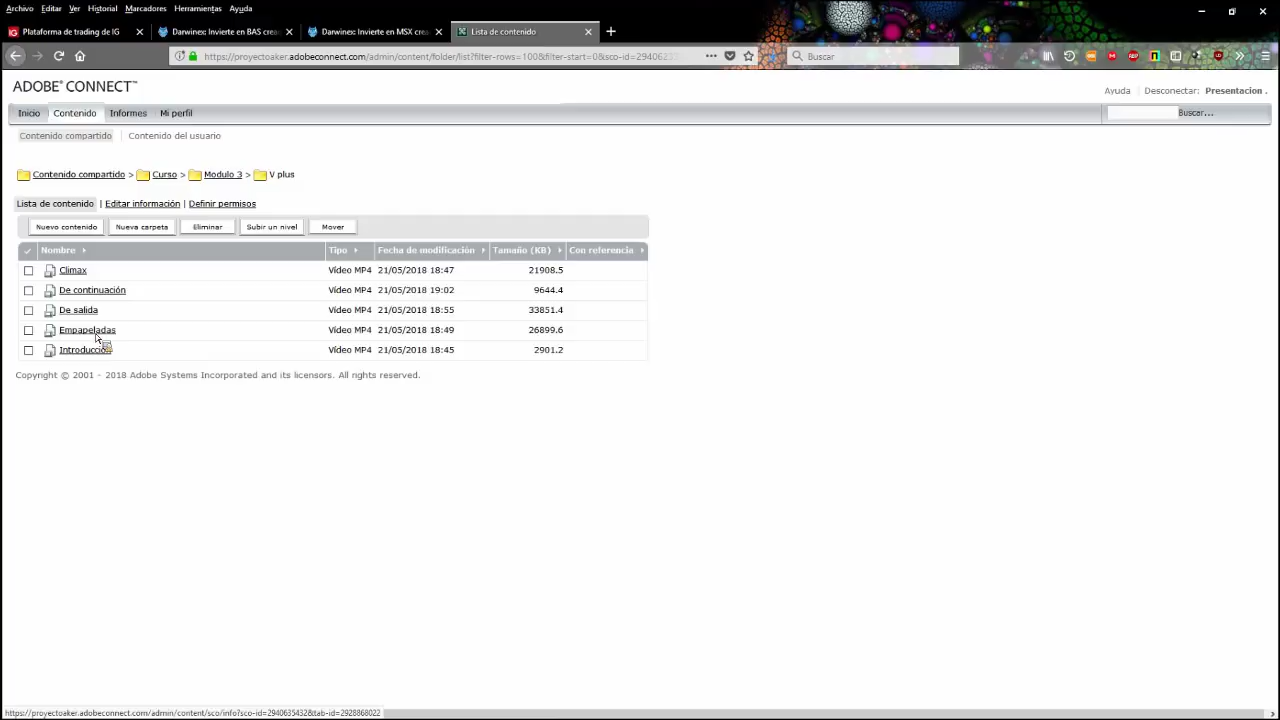 Archivo Editar Ver Historial Marcadores Herramientas Ayuda
Plataforma de trading de IG
Darwinex: Invierte en BAS crea
Darwinex: Invierte en MSX crea
Lista de contenido
https://proyectoaker.adobeconnect.com/admin/content/folder/list?filter-rows=100&filter-start=0&sco-id=294063
Buscar
ADOBE® CONNECT™
Ayuda | Desconectar: Presentacion .
Inicio Contenido Informes Mi perfil
Buscar...
Contenido compartido | Contenido del usuario
Contenido compartido > Curso > Modulo 3 > V plus
Lista de contenido | Editar información | Definir permisos
Nuevo contenido Nueva carpeta Eliminar Subir un nivel Mover
Nombre Tipo Fecha de modificación Tamaño (KB) Con referencia
Climax Vídeo MP4 21/05/2018 18:47 21908.5
De continuación Vídeo MP4 21/05/2018 19:02 9644.4
De salida Vídeo MP4 21/05/2018 18:55 33851.4
Empapeladas Vídeo MP4 21/05/2018 18:49 26899.6
Introducción Vídeo MP4 21/05/2018 18:45 2901.2
Copyright © 2001 - 2018 Adobe Systems Incorporated and its licensors. All rights reserved.
https://proyectoaker.adobeconnect.com/admin/content/sco/info?sco-id=2940635432&tab-id=2928868022